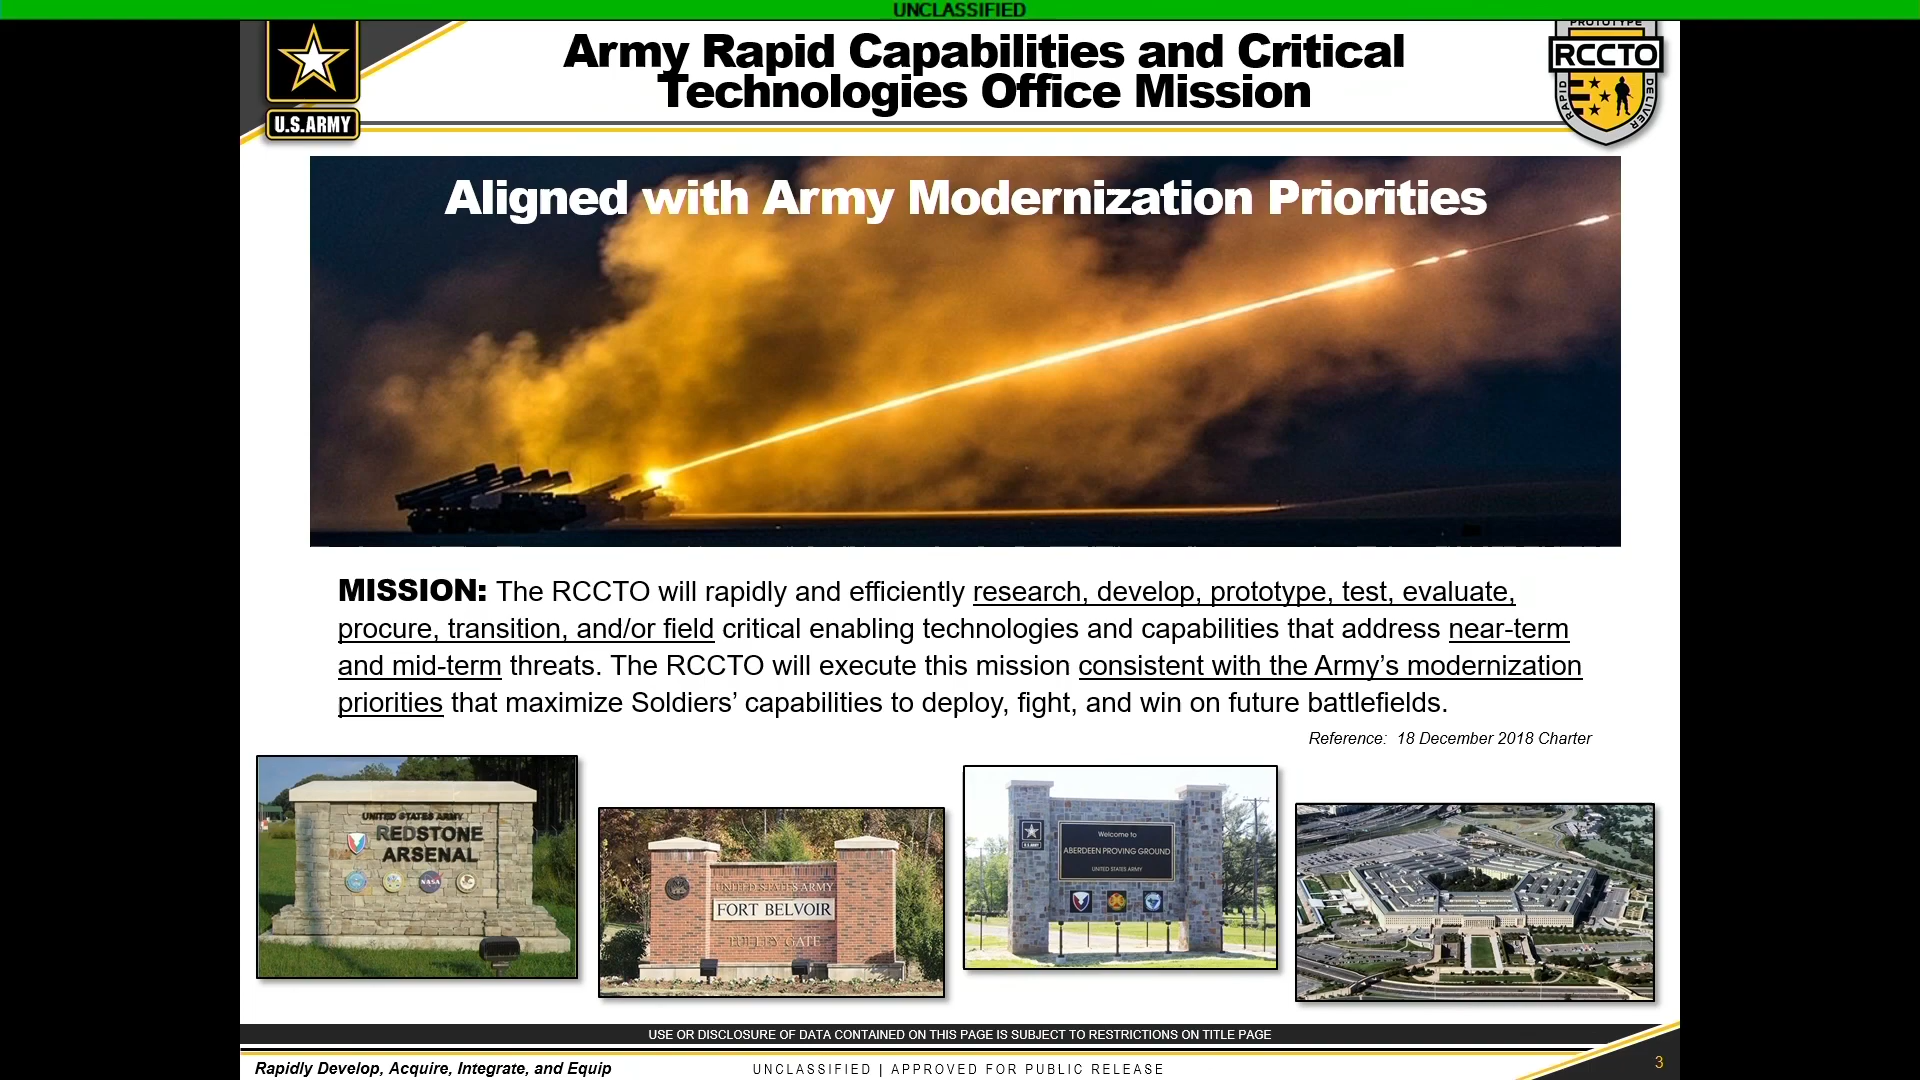 UNCLASSIFIED
Army Rapid Capabilities and Critical
Technologies Office Mission
U.S.ARMY
PROTOTYPE
RCCTO
RAPID
DELIVER
Aligned with Army Modernization Priorities
MISSION: The RCCTO will rapidly and efficiently research, develop, prototype, test, evaluate,
procure, transition, and/or field critical enabling technologies and capabilities that address near-term
and mid-term threats. The RCCTO will execute this mission consistent with the Army’s modernization
priorities that maximize Soldiers’ capabilities to deploy, fight, and win on future battlefields.
Reference: 18 December 2018 Charter
UNITED STATES ARMY
REDSTONE
ARSENAL
NASA
UNITED STATES ARMY
FORT BELVOIR
TULLEY GATE
U.S.ARMY
Welcome to
ABERDEEN PROVING GROUND
UNITED STATES ARMY
USE OR DISCLOSURE OF DATA CONTAINED ON THIS PAGE IS SUBJECT TO RESTRICTIONS ON TITLE PAGE
Rapidly Develop, Acquire, Integrate, and Equip
UNCLASSIFIED | APPROVED FOR PUBLIC RELEASE
3